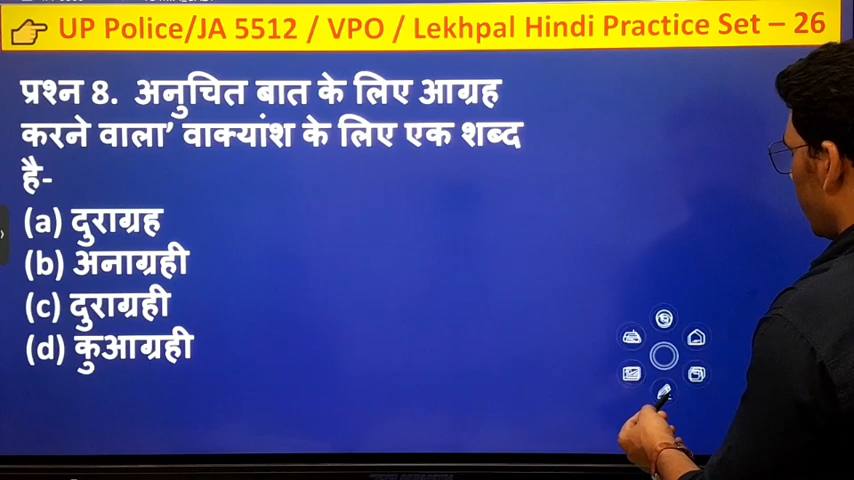 UP Police/JA 5512 / VPO / Lekhpal Hindi Practice Set – 26
प्रश्न 8. अनुचित बात के लिए आग्रह
करने वाला’ वाक्यांश के लिए एक शब्द
है-
(a) दुराग्रह
(b) अनाग्रही
(c) दुराग्रही
(d) कुआग्रही